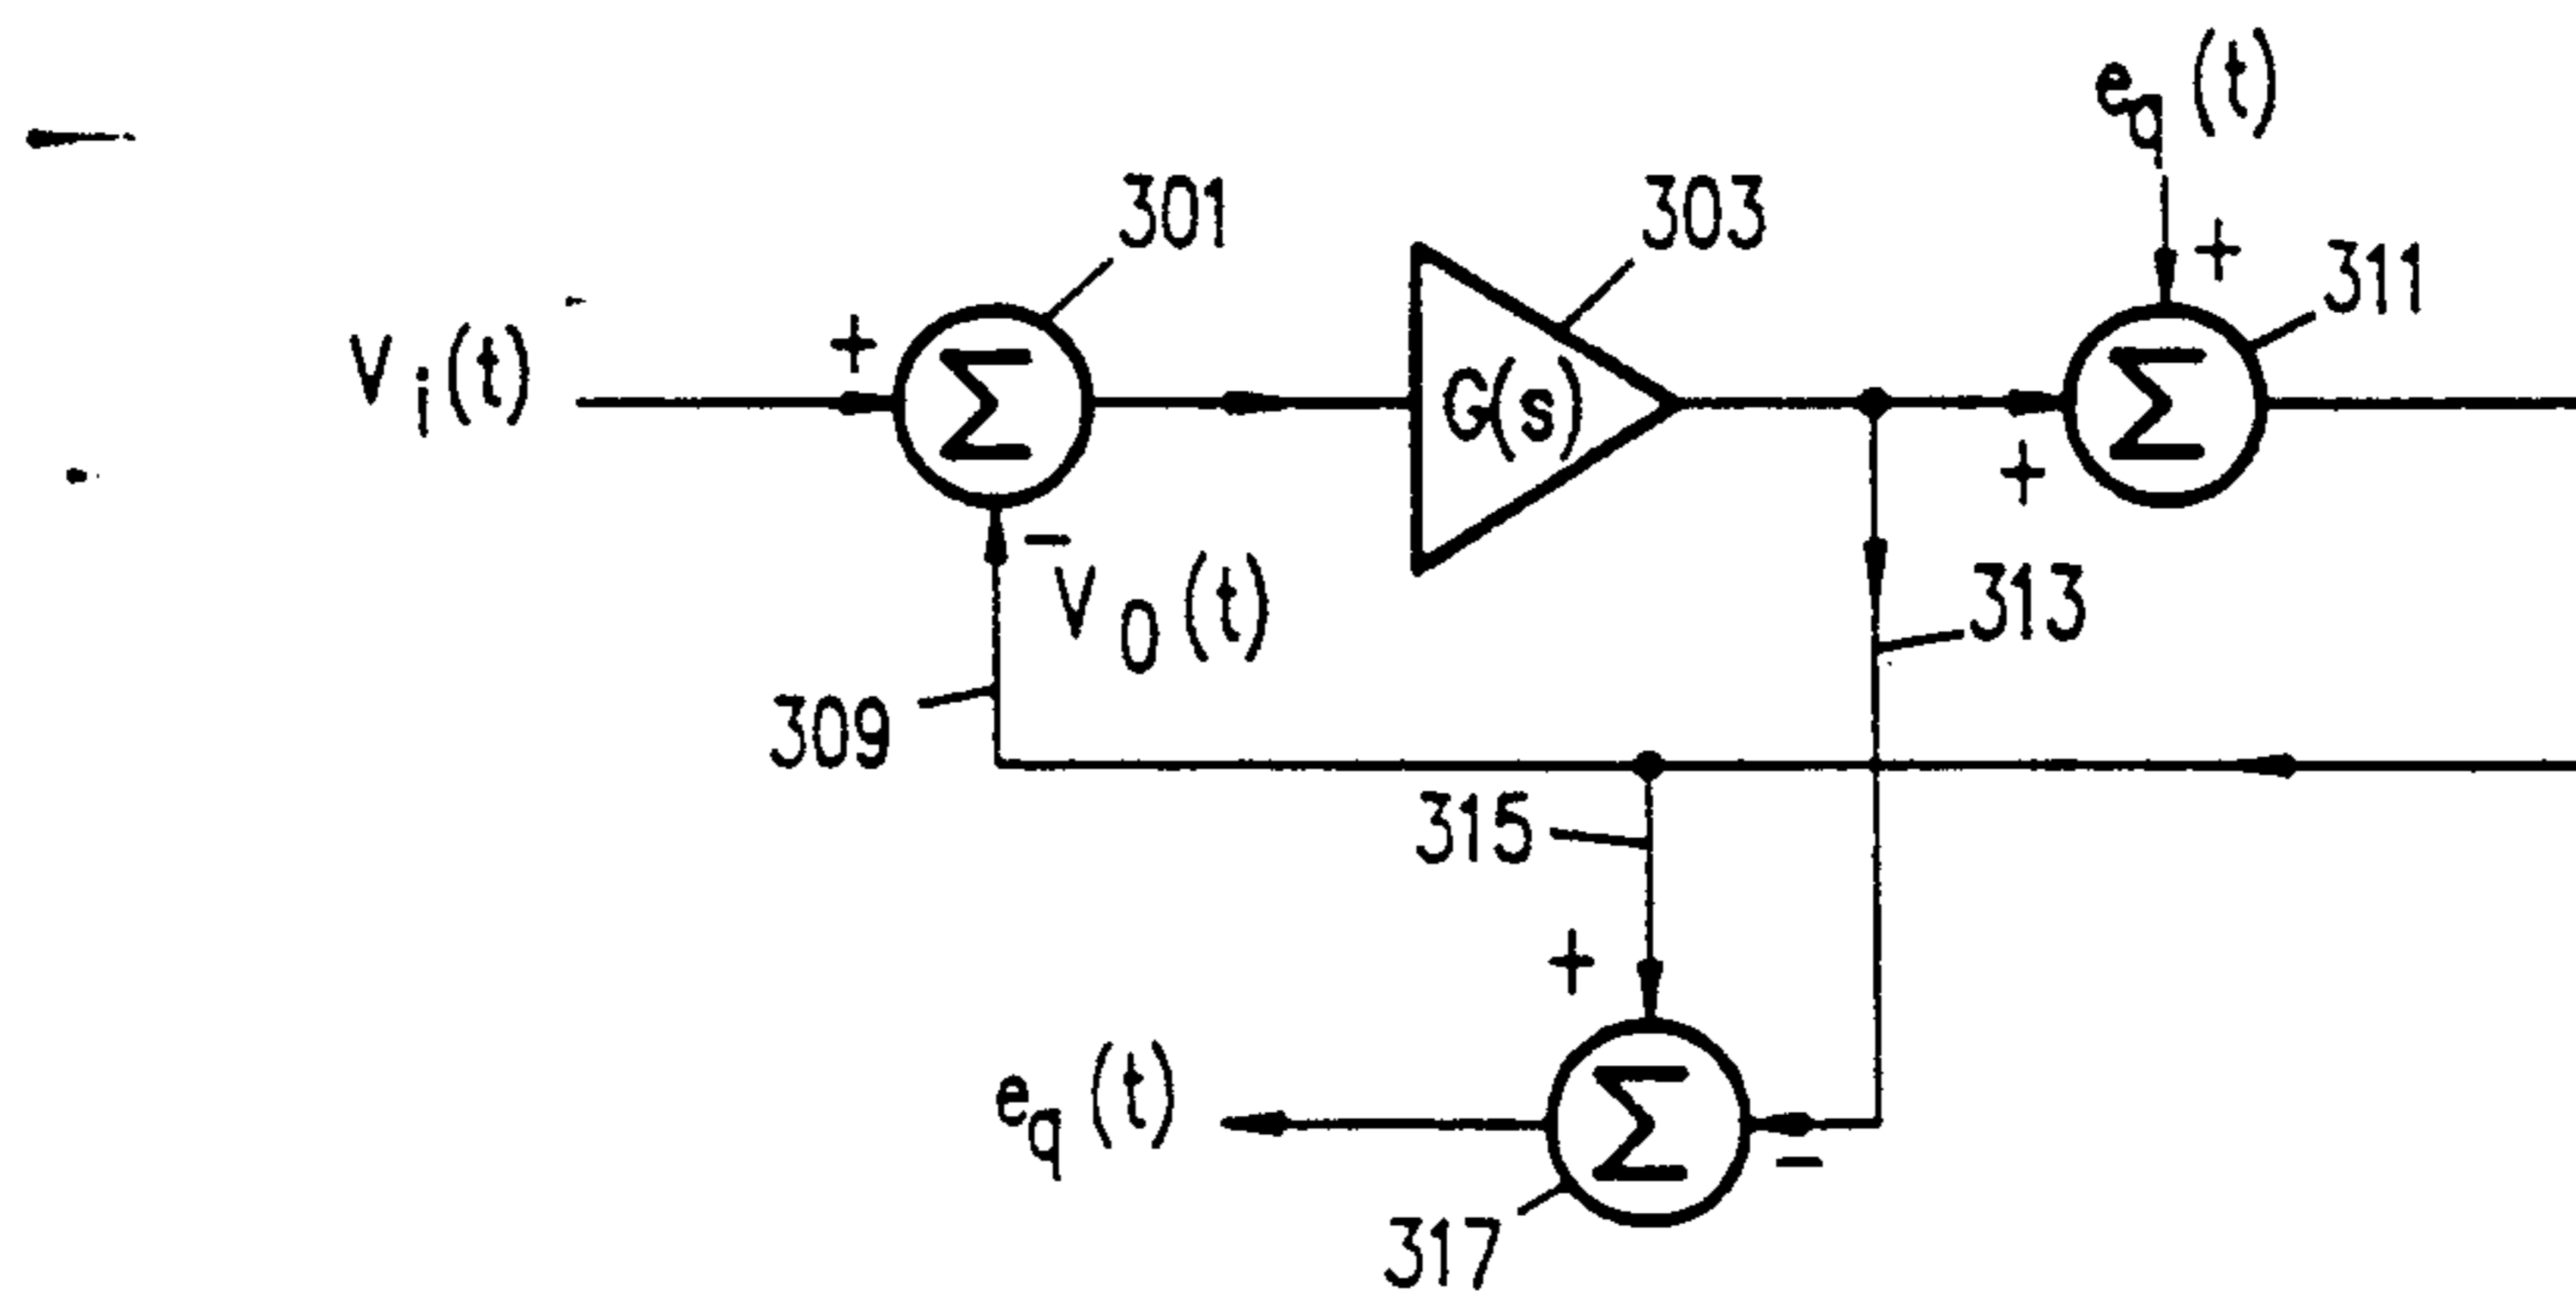 e_q(t)
301
303
+
311
V_i(t)
+
Σ
G(s)
Σ
+
-
V_0(t)
313
309
315
+
e_q(t)
Σ
-
317